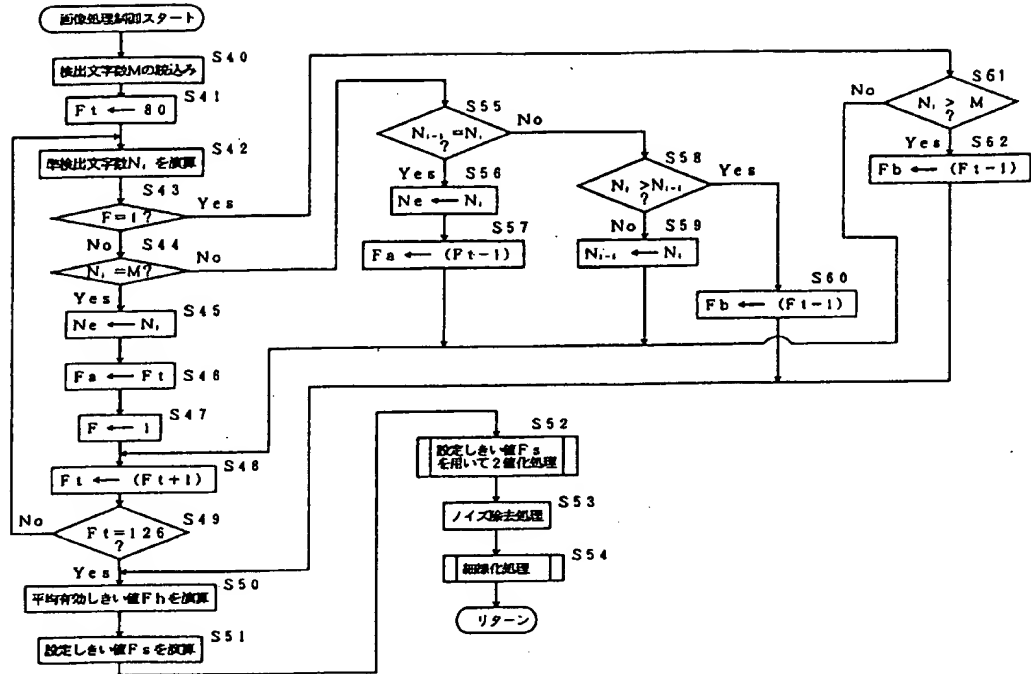 画像処理制御スタート
S40
検出文字数Mの読込み
S41
Ft ← 80
S42
準検出文字数Nᵢを演算
S43
F=1?
Yes
No
S44
Nᵢ=M?
No
Yes
S45
Ne ← Nᵢ
Fa ← Ft
S46
S47
F ← 1
S48
Ft ← (Ft+1)
S49
Ft=126
?
No
Yes
S50
平均有効しきい値Fhを演算
S51
設定しきい値Fsを演算
S52
設定しきい値Fs
を用いて2値化処理
S53
ノイズ除去処理
S54
細線化処理
リターン
S55
Nᵢ₋₁=Nᵢ
?
No
Yes
S56
Ne ← Nᵢ
S57
Fa ← (Ft-1)
S58
Nᵢ>Nᵢ₋₁
?
Yes
No
S59
Nᵢ₋₁ ← Nᵢ
S60
Fb ← (Ft-1)
S61
No
Nᵢ > M
?
Yes
S62
Fb ← (Ft-1)